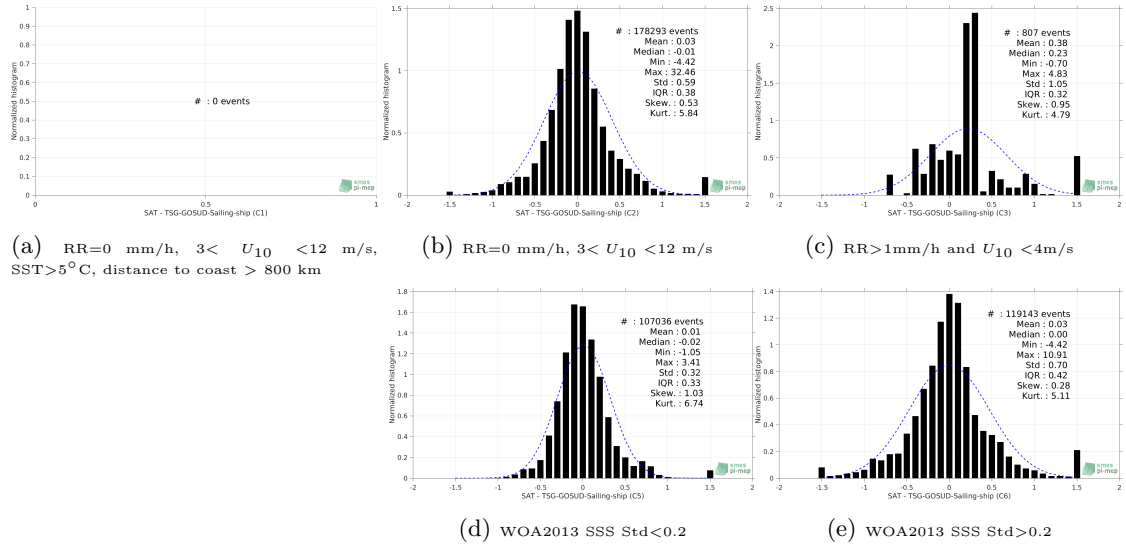 1
0.9
0.8
0.7
0.6
0.5
0.4
0.3
0.2
0.1
0
Normalized histogram
# : 0 events
0 0.5 1
SAT - TSG-GOSUD-Sailing-ship (C1)
smos
pi-mep
(a) RR=0 mm/h, 3< U10 <12 m/s,
SST>5°C, distance to coast > 800 km
1.5
1
0.5
0
Normalized histogram
# : 178293 events
Mean : 0.03
Median : -0.01
Min : -4.42
Max : 32.46
Std : 0.59
IQR : 0.38
Skew. : 0.53
Kurt. : 5.84
-2 -1.5 -1 -0.5 0 0.5 1 1.5 2
SAT - TSG-GOSUD-Sailing-ship (C2)
smos
pi-mep
(b) RR=0 mm/h, 3< U10 <12 m/s
2.5
2
1.5
1
0.5
0
Normalized histogram
# : 807 events
Mean : 0.38
Median : 0.23
Min : -0.70
Max : 4.83
Std : 1.05
IQR : 0.32
Skew. : 0.95
Kurt. : 4.79
-2 -1.5 -1 -0.5 0 0.5 1 1.5 2
SAT - TSG-GOSUD-Sailing-ship (C3)
smos
pi-mep
(c) RR>1mm/h and U10 <4m/s
1.8
1.6
1.4
1.2
1
0.8
0.6
0.4
0.2
0
Normalized histogram
# : 107036 events
Mean : 0.01
Median : -0.02
Min : -1.05
Max : 3.41
Std : 0.32
IQR : 0.33
Skew. : 1.03
Kurt. : 6.74
-2 -1.5 -1 -0.5 0 0.5 1 1.5 2
SAT - TSG-GOSUD-Sailing-ship (C5)
smos
pi-mep
(d) WOA2013 SSS Std<0.2
1.4
1.2
1
0.8
0.6
0.4
0.2
0
Normalized histogram
# : 119143 events
Mean : 0.03
Median : 0.00
Min : -4.42
Max : 10.91
Std : 0.70
IQR : 0.42
Skew. : 0.28
Kurt. : 5.11
-2 -1.5 -1 -0.5 0 0.5 1 1.5 2
SAT - TSG-GOSUD-Sailing-ship (C6)
smos
pi-mep
(e) WOA2013 SSS Std>0.2